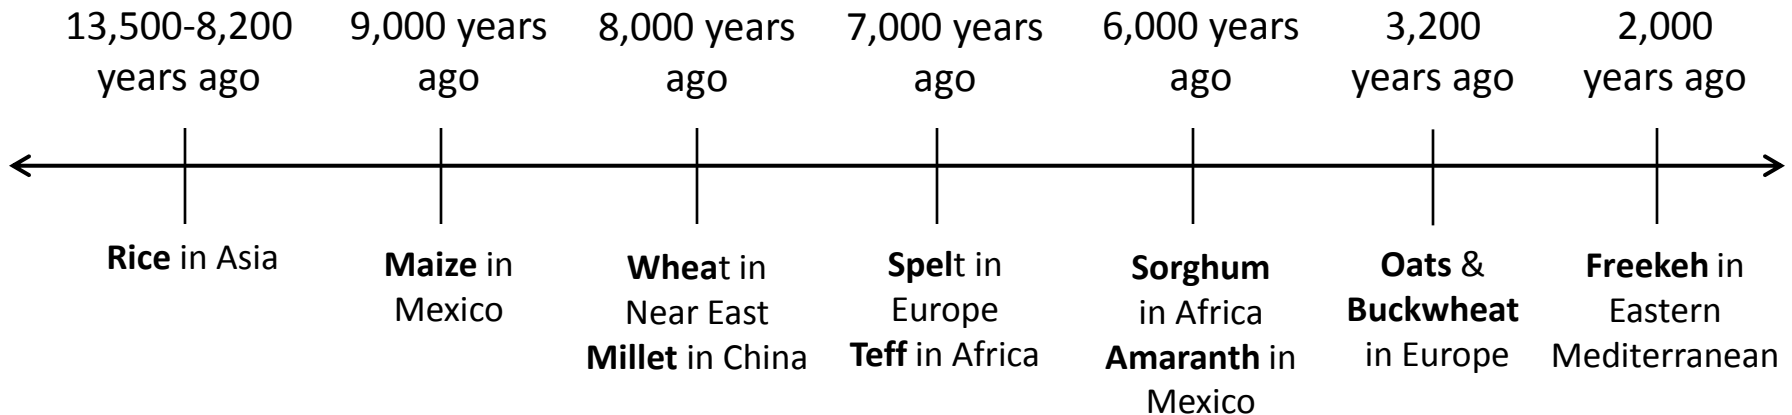 13,500-8,200
years ago
9,000 years
ago
8,000 years
ago
7,000 years
ago
6,000 years
ago
3,200
years ago
2,000
years ago
Rice in Asia
Maize in
Mexico
Wheat in
Near East
Millet in China
Spelt in
Europe
Teff in Africa
Sorghum
in Africa
Amaranth in
Mexico
Oats &
Buckwheat
in Europe
Freekeh in
Eastern
Mediterranean